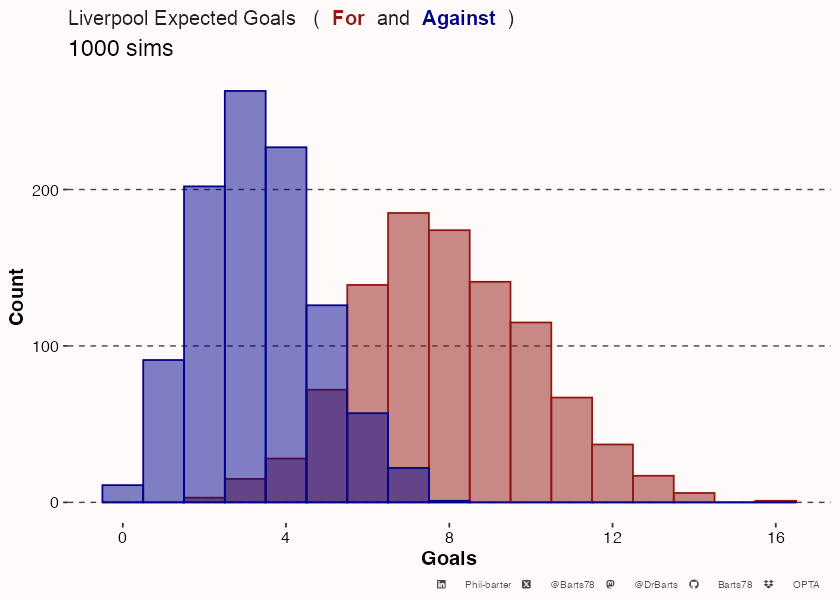 Liverpool Expected Goals ( For and Against )
1000 sims
Count
200
100
0
0 4 8 12 16
Goals
Phil-barter @Barts78 @DrBarts Barts78 OPTA